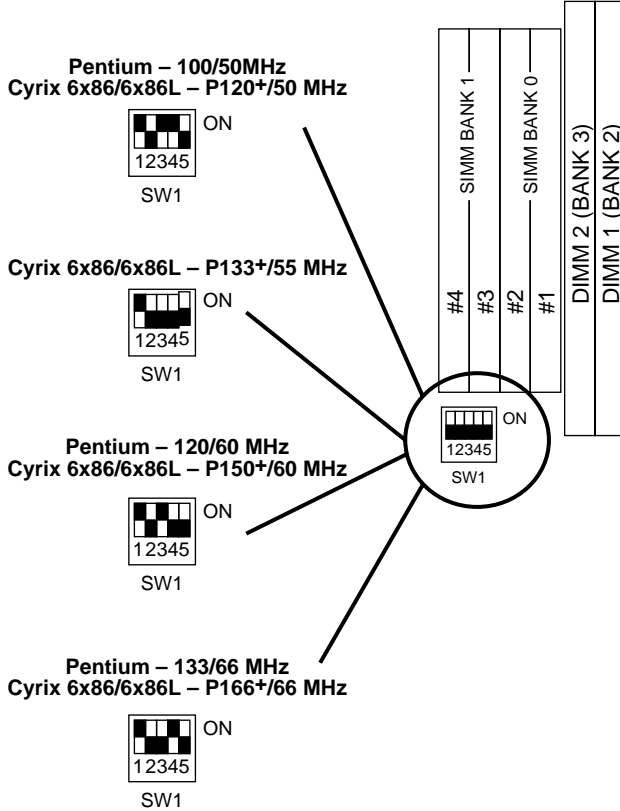 Pentium – 100/50MHz
Cyrix 6x86/6x86L – P120+/50 MHz
ON
12345
SW1
Cyrix 6x86/6x86L – P133+/55 MHz
ON
12345
SW1
Pentium – 120/60 MHz
Cyrix 6x86/6x86L – P150+/60 MHz
ON
12345
SW1
Pentium – 133/66 MHz
Cyrix 6x86/6x86L – P166+/66 MHz
ON
12345
SW1
SIMM BANK 1
SIMM BANK 0
#4
#3
#2
#1
DIMM 2 (BANK 3)
DIMM 1 (BANK 2)
ON
12345
SW1